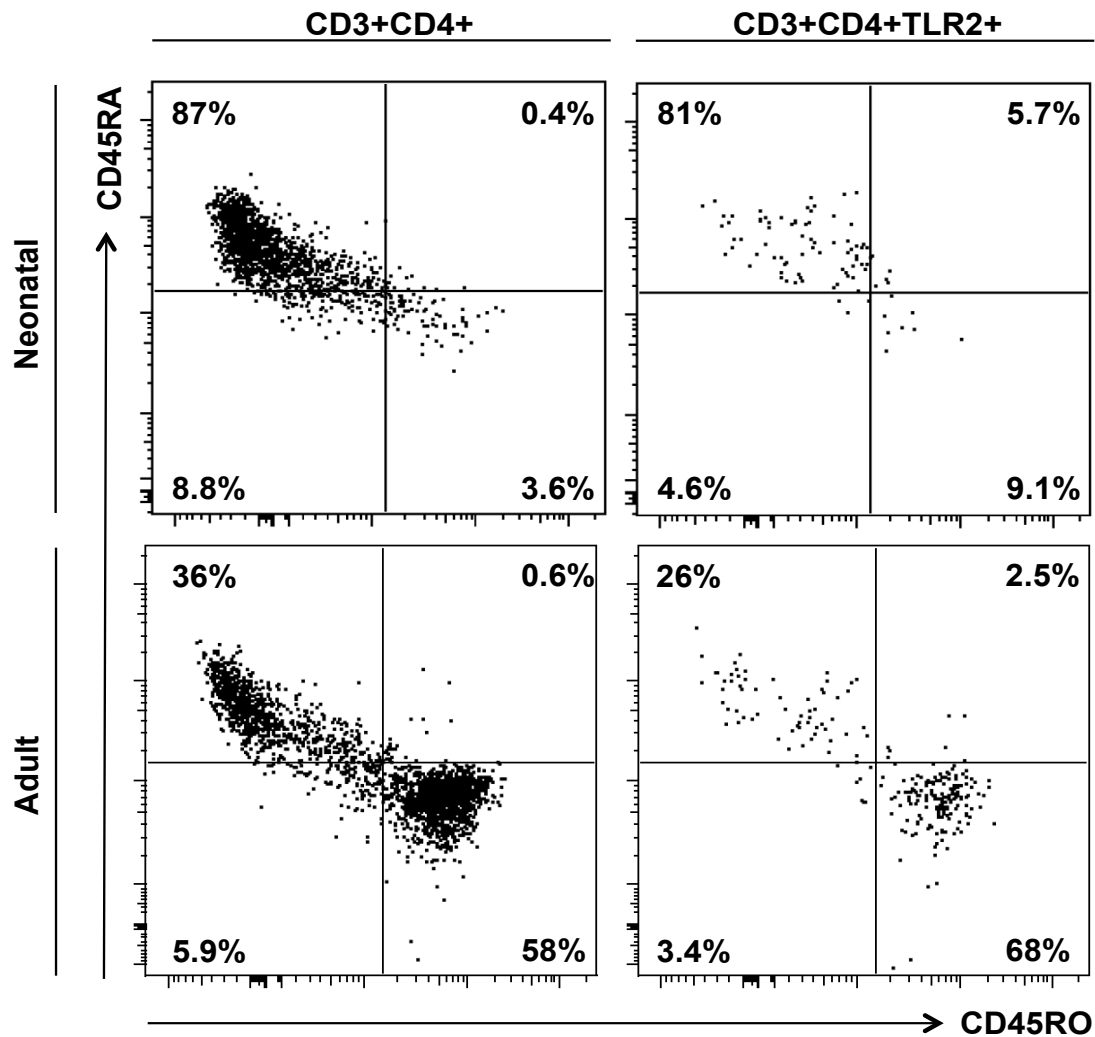 CD3+CD4+
CD3+CD4+TLR2+
CD45RA
Neonatal
87%
0.4%
8.8%
3.6%
81%
5.7%
4.6%
9.1%
Adult
36%
0.6%
5.9%
58%
26%
2.5%
3.4%
68%
CD45RO